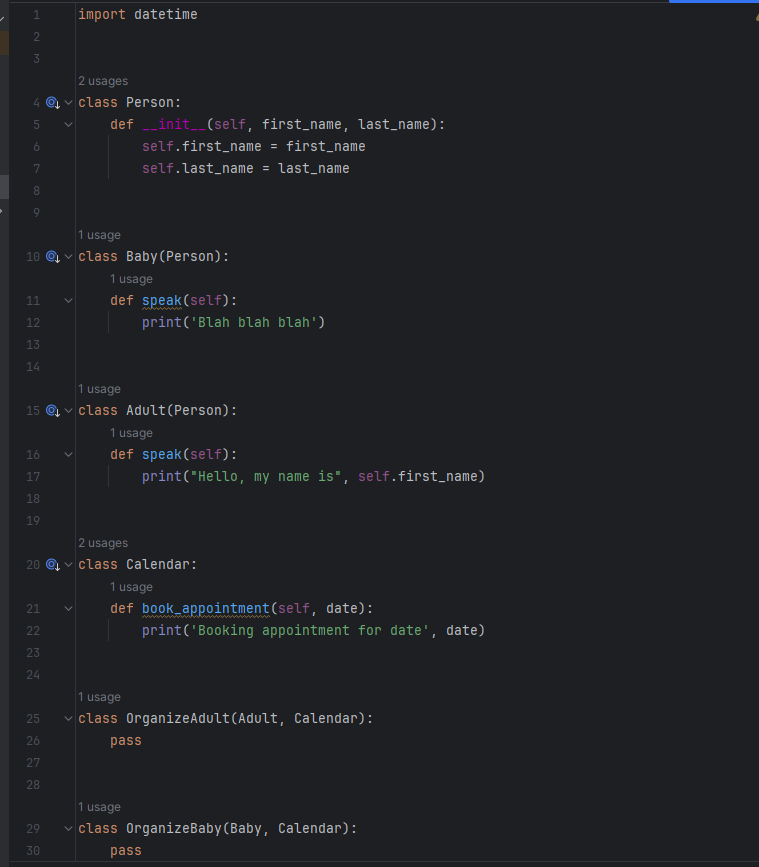 1 import datetime
2
3
2 usages
4 class Person:
5 def __init__(self, first_name, last_name):
6 self.first_name = first_name
7 self.last_name = last_name
8
9
1 usage
10 class Baby(Person):
1 usage
11 def speak(self):
12 print('Blah blah blah')
13
14
1 usage
15 class Adult(Person):
1 usage
16 def speak(self):
17 print("Hello, my name is", self.first_name)
18
19
2 usages
20 class Calendar:
1 usage
21 def book_appointment(self, date):
22 print('Booking appointment for date', date)
23
24
1 usage
25 class OrganizeAdult(Adult, Calendar):
26 pass
27
28
1 usage
29 class OrganizeBaby(Baby, Calendar):
30 pass